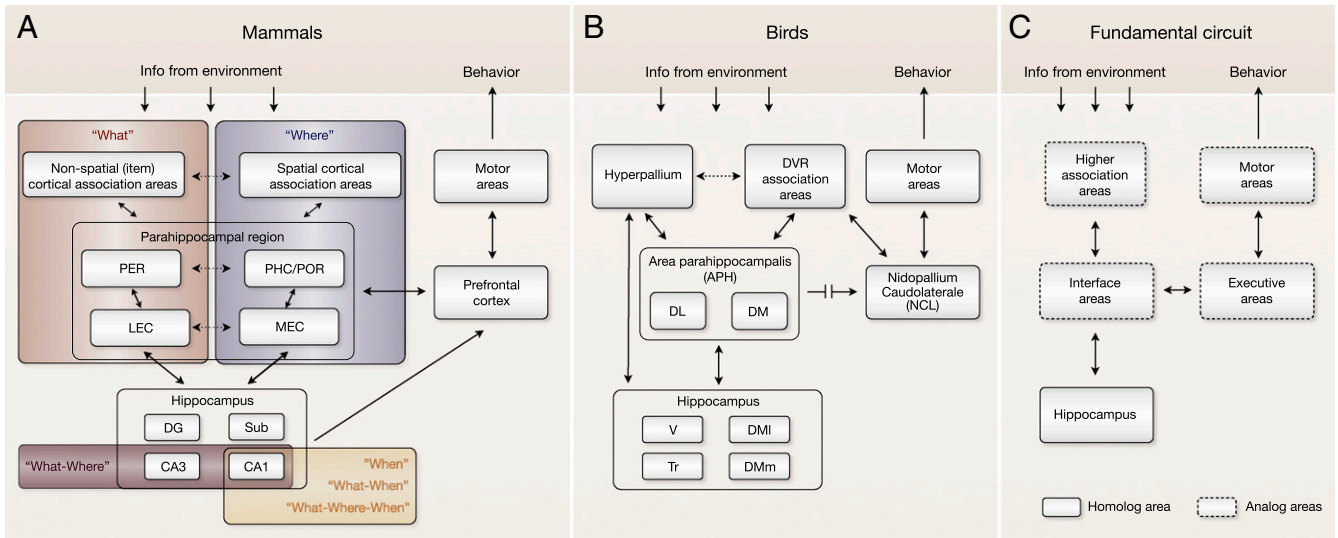 A
Mammals
Info from environment
Behavior
“What”
“Where”
Non-spatial (item)
cortical association areas
Spatial cortical
association areas
Motor
areas
Parahippocampal region
PER
PHC/POR
Prefrontal
cortex
LEC
MEC
Hippocampus
DG
Sub
“What-Where”
CA3
CA1
“When”
“What-When”
“What-Where-When”
B
Birds
Info from environment
Behavior
Hyperpallium
DVR
association
areas
Motor
areas
Area parahippocampalis
(APH)
DL
DM
Nidopallium
Caudolaterale
(NCL)
Hippocampus
V
DMl
Tr
DMm
C
Fundamental circuit
Info from environment
Behavior
Higher
association
areas
Motor
areas
Interface
areas
Executive
areas
Hippocampus
Homolog area
Analog areas